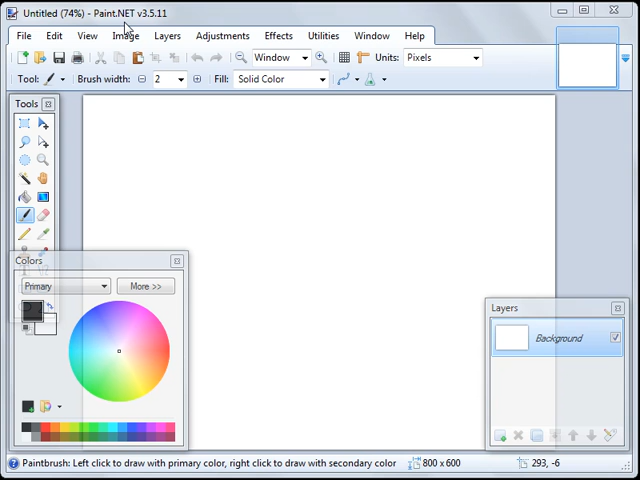 Untitled (74%) - Paint.NET v3.5.11
File Edit View Image Layers Adjustments Effects Utilities Window Help
Window Units: Pixels
Tool: Brush width: 2 Fill: Solid Color
Tools
Colors
Primary More >>
Layers
Background
Paintbrush: Left click to draw with primary color, right click to draw with secondary color 800 x 600 293, -6